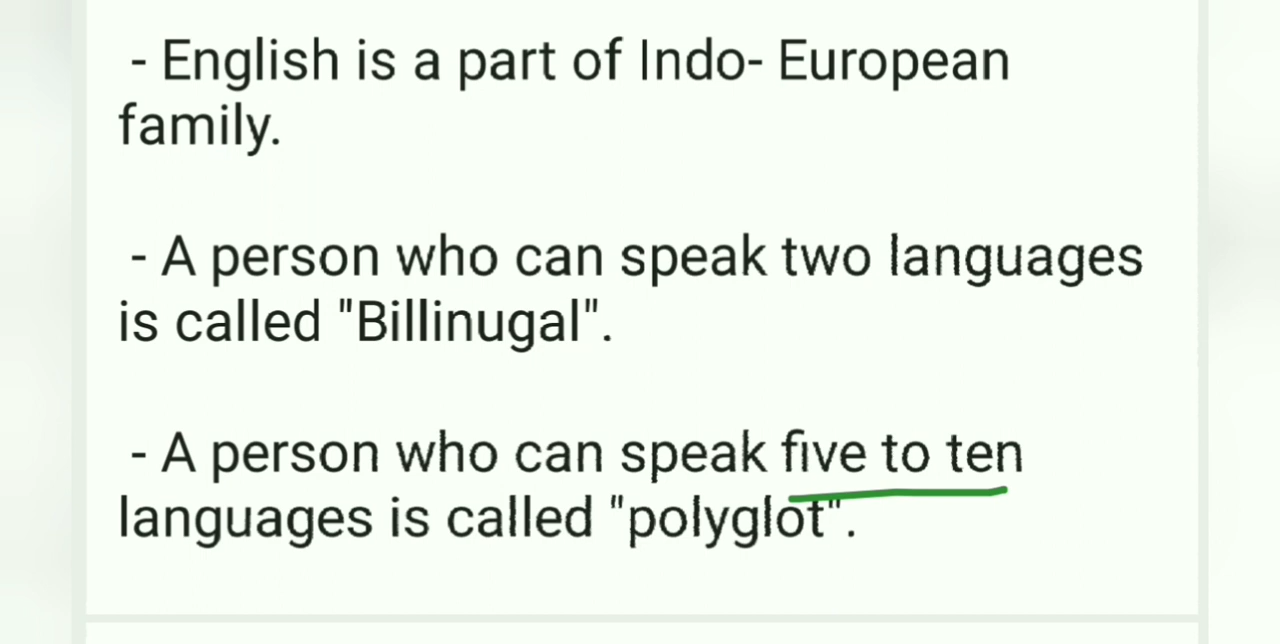 - English is a part of Indo- European
family.
- A person who can speak two languages
is called "Billinugal".
- A person who can speak five to ten
languages is called "polyglot".